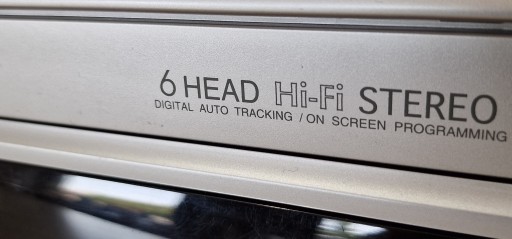 6 HEAD Hi-Fi STEREO
DIGITAL AUTO TRACKING / ON SCREEN PROGRAMMING